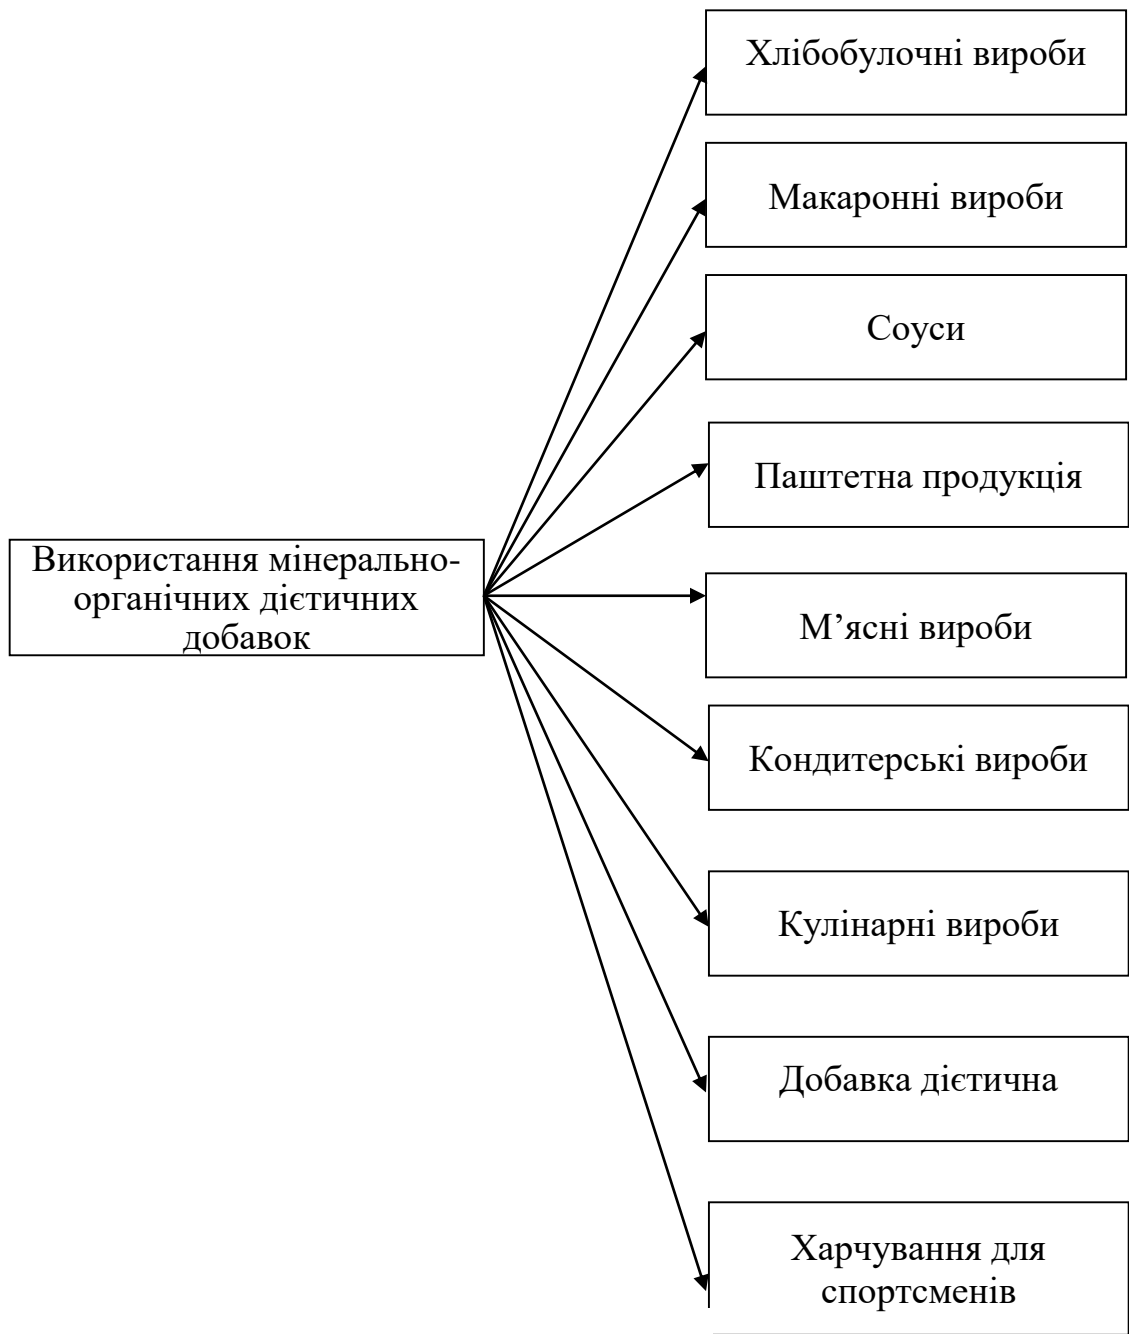 Хлібобулочні вироби
Макаронні вироби
Соуси
Паштетна продукція
Використання мінерально-
органічних дієтичних
добавок
М’ясні вироби
Кондитерські вироби
Кулінарні вироби
Добавка дієтична
Харчування для
спортсменів